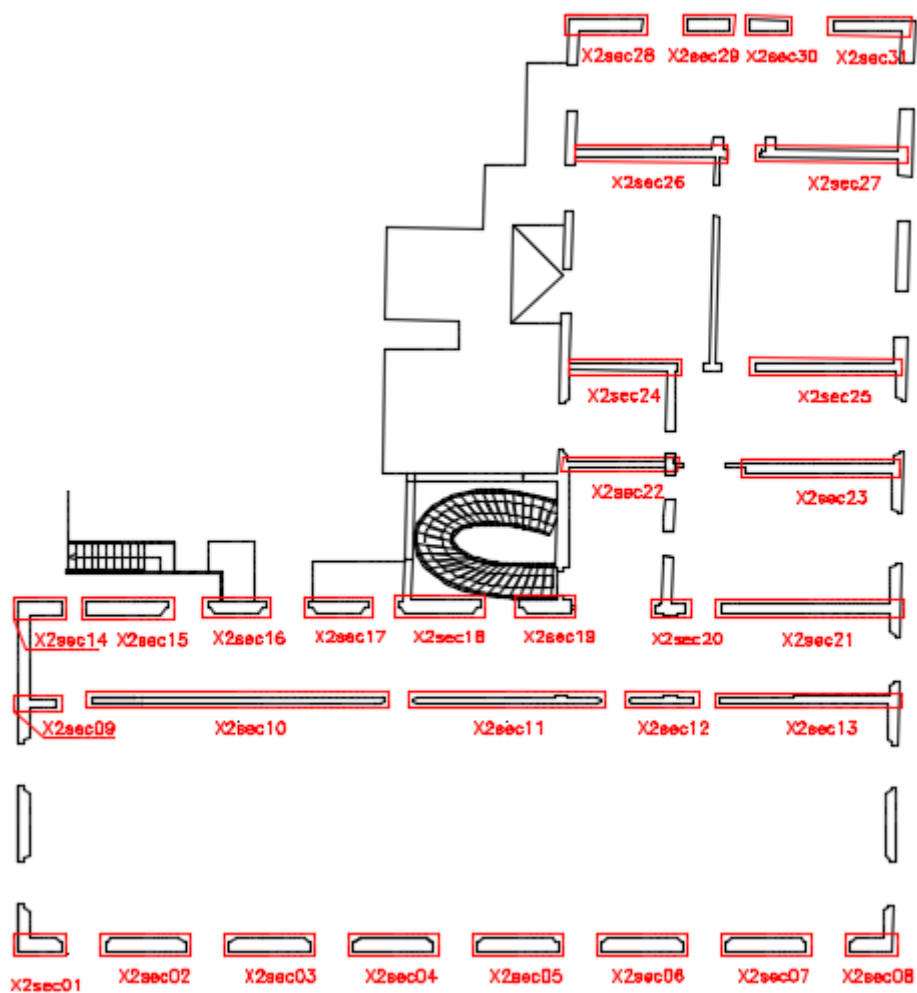 X2sec28 X2sec29 X2sec30 X2sec31
X2sec26 X2sec27
X2sec24 X2sec25
X2sec22 X2sec23
X2sec14 X2sec15 X2sec16 X2sec17 X2sec18 X2sec19 X2sec20 X2sec21
X2sec09 X2sec10 X2sec11 X2sec12 X2sec13
X2sec01 X2sec02 X2sec03 X2sec04 X2sec05 X2sec06 X2sec07 X2sec08